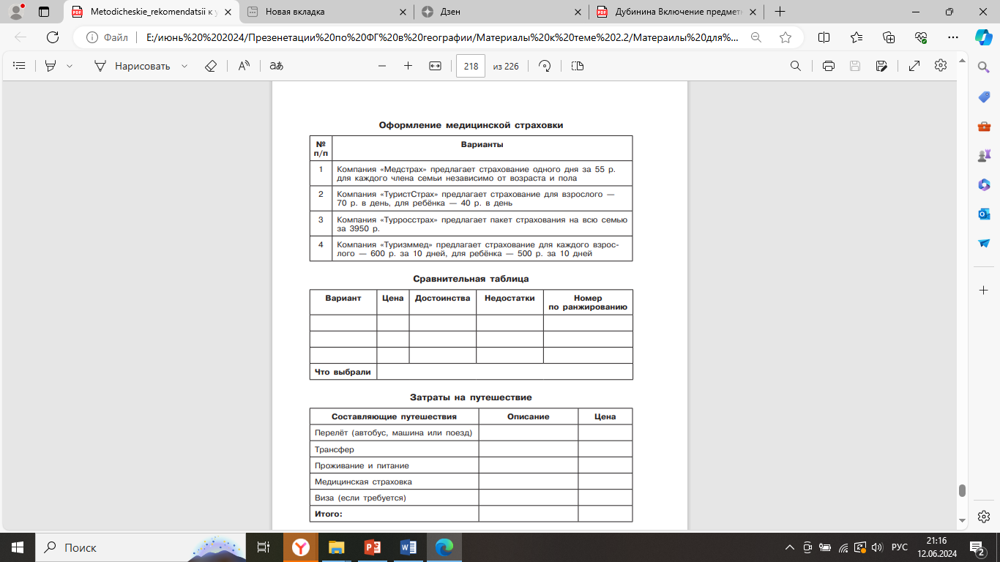 Metodicheskie_rekomendatsii к у
Новая вкладка
Дзен
Дубинина Включение предметн
Файл
E:/июнь%20%202024/Презенетации%20по%20ФГ%20в%20географии/Материалы%20к%20теме%202.2/Матераилы%20для%...
Нарисовать
аあ
218
из 226
Оформление медицинской страховки
№
п/п
Варианты
1
Компания «Медстрах» предлагает страхование одного дня за 55 р.
для каждого члена семьи независимо от возраста и пола
2
Компания «ТуристСтрах» предлагает страхование для взрослого —
70 р. в день, для ребёнка — 40 р. в день
3
Компания «Турросстрах» предлагает пакет страхования на всю семью
за 3950 р.
4
Компания «Туризммед» предлагает страхование для каждого взрос-
лого — 600 р. за 10 дней, для ребёнка — 500 р. за 10 дней
Сравнительная таблица
Вариант
Цена
Достоинства
Недостатки
Номер
по ранжированию
Что выбрали
Затраты на путешествие
Составляющие путешествия
Описание
Цена
Перелёт (автобус, машина или поезд)
Трансфер
Проживание и питание
Медицинская страховка
Виза (если требуется)
Итого:
Поиск
РУС
21:16
12.06.2024
2